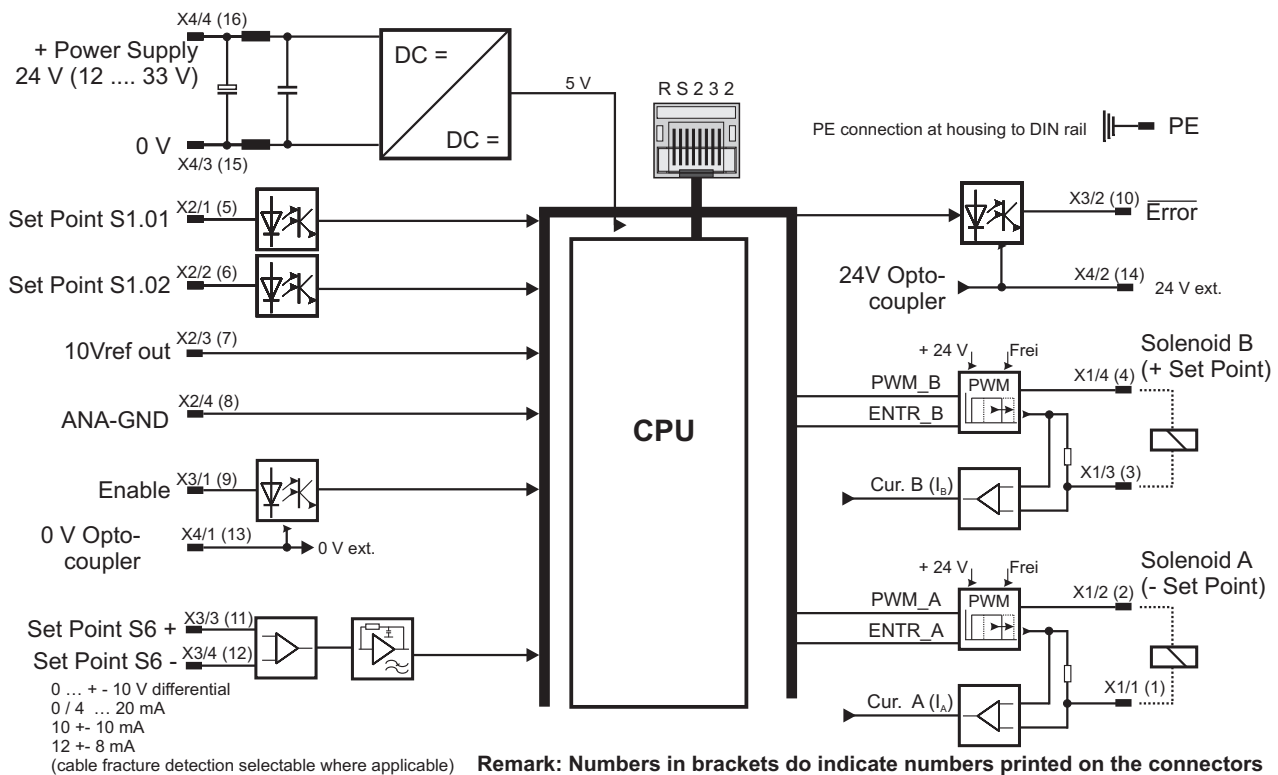 X4/4 (16)
+ Power Supply
24 V (12 .... 33 V)
0 V
X4/3 (15)
DC =
DC =
5 V
R S 2 3 2
PE connection at housing to DIN rail
PE
Set Point S1.01
X2/1 (5)
Set Point S1.02
X2/2 (6)
10Vref out
X2/3 (7)
ANA-GND
X2/4 (8)
Enable
X3/1 (9)
0 V Opto-
coupler
X4/1 (13)
0 V ext.
Set Point S6 +
X3/3 (11)
Set Point S6 -
X3/4 (12)
0 ... + - 10 V differential
0 / 4 ... 20 mA
10 +- 10 mA
12 +- 8 mA
(cable fracture detection selectable where applicable)
CPU
X3/2 (10)
Error
24V Opto-
coupler
X4/2 (14)
24 V ext.
+ 24 V
Frei
PWM_B
PWM
ENTR_B
Cur. B (I_B)
X1/4 (4)
Solenoid B
(+ Set Point)
X1/3 (3)
+ 24 V
Frei
PWM_A
PWM
ENTR_A
Cur. A (I_A)
X1/2 (2)
Solenoid A
(- Set Point)
X1/1 (1)
Remark: Numbers in brackets do indicate numbers printed on the connectors